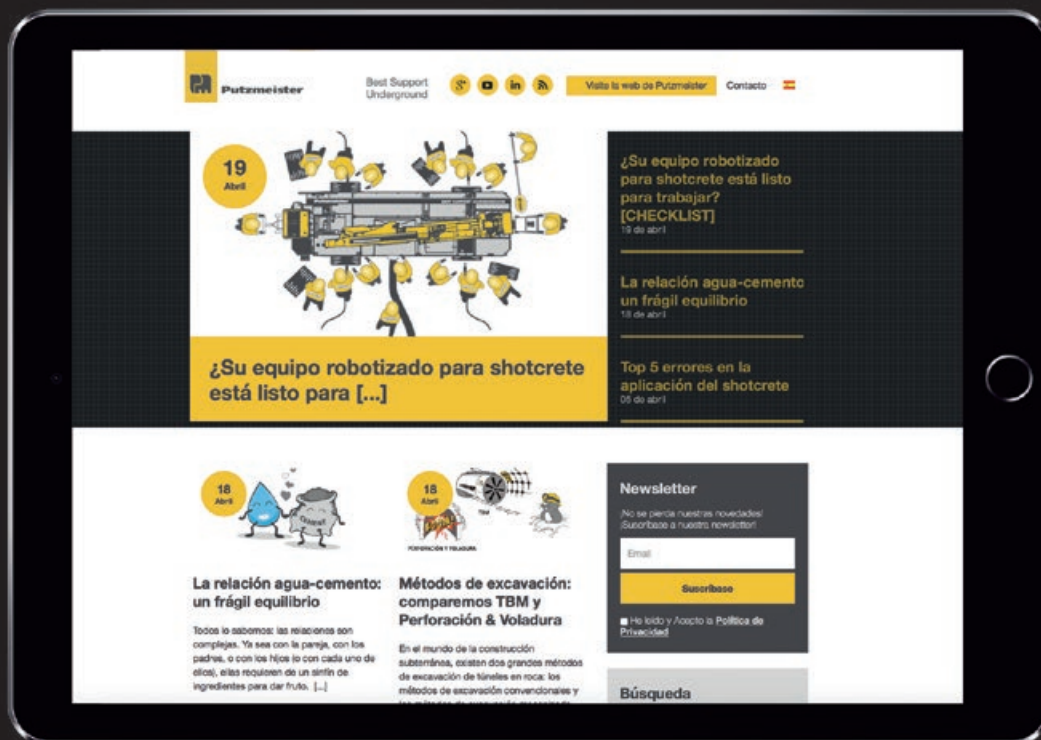 Putzmeister
Best Support
Underground
Visite la web de Putzmeister
Contacto
19
Abril
¿Su equipo robotizado para shotcrete
está listo para [...]
¿Su equipo robotizado
para shotcrete está listo
para trabajar?
[CHECKLIST]
19 de abril
La relación agua-cemento
un frágil equilibrio
18 de abril
Top 5 errores en la
aplicación del shotcrete
05 de abril
18
Abril
CEMENT
La relación agua-cemento:
un frágil equilibrio
Todos lo sabemos: las relaciones son
complejas. Ya sea con la pareja, con los
padres, o con los hijos (o con cada uno de
ellos), ellas requieren de un sinfín de
ingredientes para dar fruto. [...]
18
Abril
TBM
PERFORACIÓN Y VOLADURA
Métodos de excavación:
comparemos TBM y
Perforación & Voladura
En el mundo de la construcción
subterránea, existen dos grandes métodos
de excavación de túneles en roca: los
métodos de excavación convencionales y
Newsletter
¡No se pierda nuestras novedades!
¡Suscríbase a nuestra newsletter!
Email
Suscríbase
He leído y Acepto la Política de
Privacidad
Búsqueda